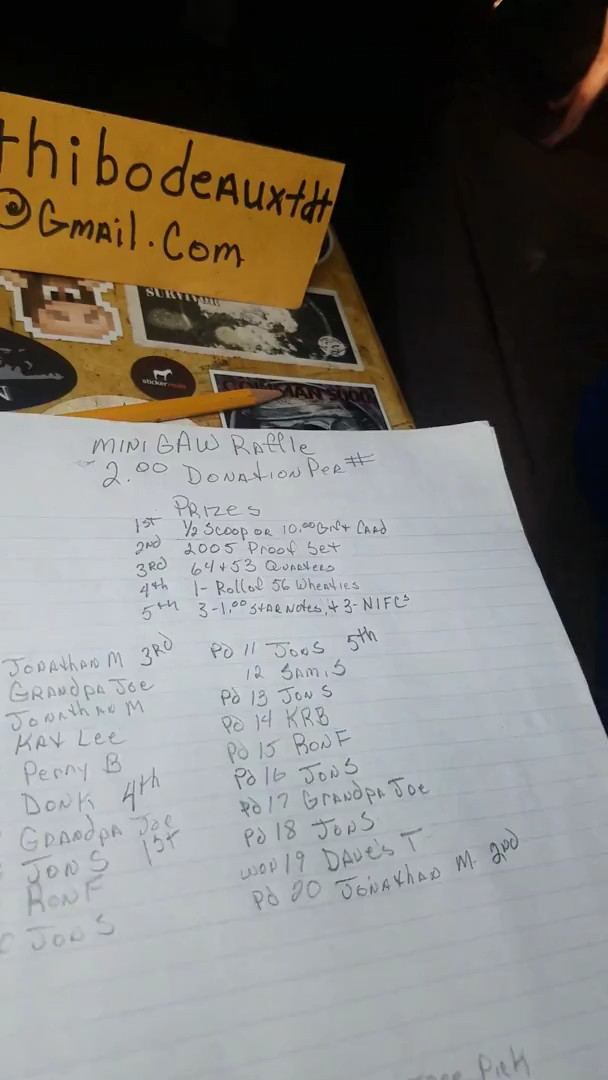 thibodeauxtdt
@Gmail.com
SURVIVOR
sticker
MINI GAW Raffle
2.00 Donation Per #
Prizes
1st 1/2 Scoop or 10.00 Gift Card
2nd 2005 Proof Set
3rd 64 + 53 Quarters
4th 1- Roll of 56 Wheaties
5th 3-1.00 Star Notes, + 3- NIFC's
Jonathan M 3rd
Grandpa Joe
Jonathan M
Kay Lee
Penny B
Donk 4th
Grandpa Joe
Jon S 1st
Ron F
Jon S
Pd 11 Jon S 5th
12 Sam, S
Pd 13 Jon S
Pd 14 KRB
Pd 15 Ron F
Pd 16 Jon S
Pd 17 Grandpa Joe
Pd 18 Jon S
won 19 Daves T
Pd 20 Jonathan M. 2nd